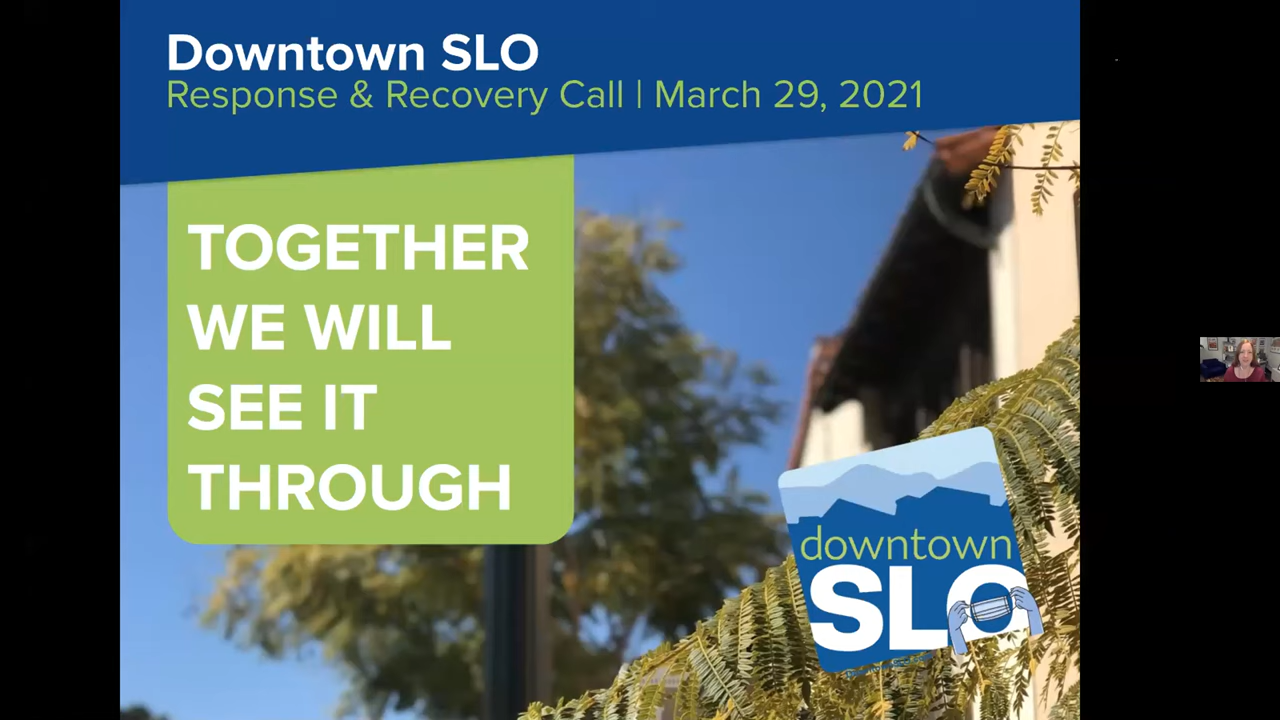 Downtown SLO
Response & Recovery Call | March 29, 2021
TOGETHER
WE WILL
SEE IT
THROUGH
downtown
SLO